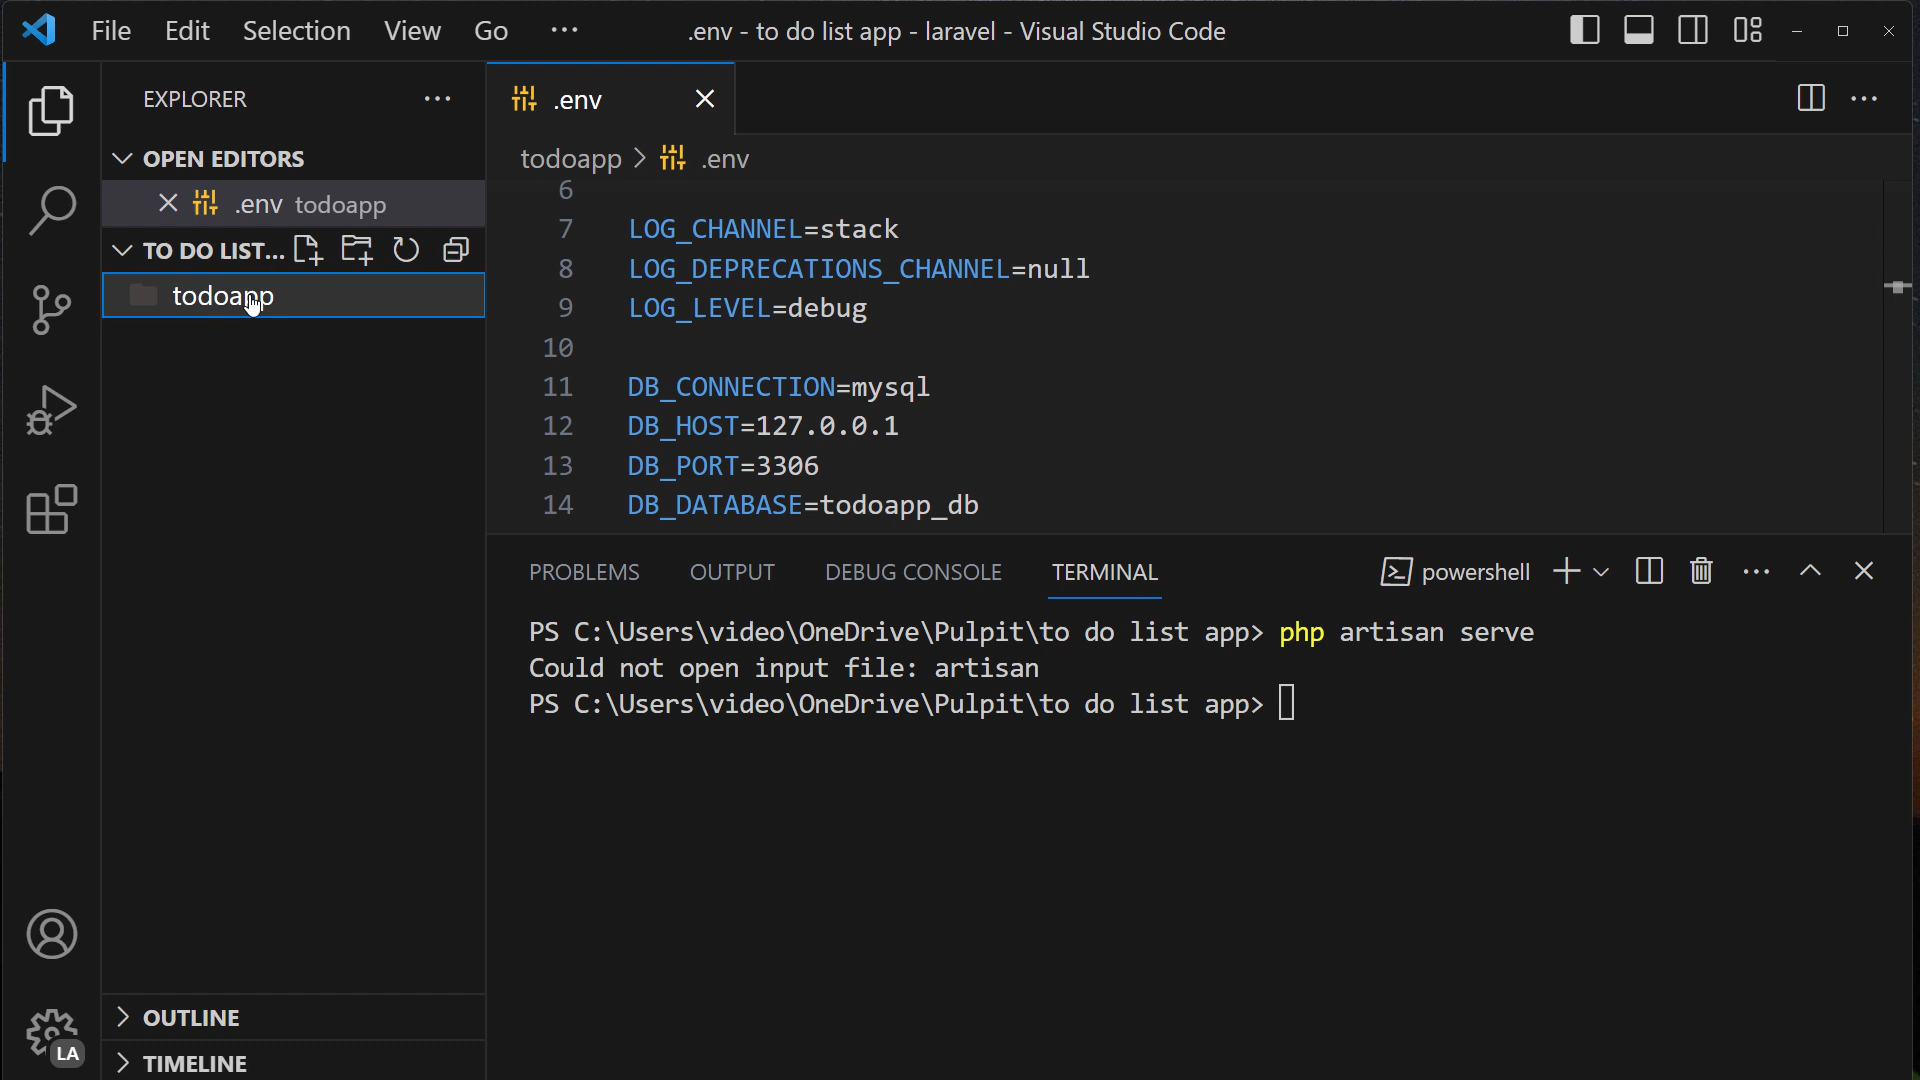 File Edit Selection View Go ··· .env - to do list app - laravel - Visual Studio Code
EXPLORER
.env
OPEN EDITORS
todoapp > .env
.env todoapp
TO DO LIST...
todoapp
6
7 LOG_CHANNEL=stack
8 LOG_DEPRECATIONS_CHANNEL=null
9 LOG_LEVEL=debug
10
11 DB_CONNECTION=mysql
12 DB_HOST=127.0.0.1
13 DB_PORT=3306
14 DB_DATABASE=todoapp_db
PROBLEMS OUTPUT DEBUG CONSOLE TERMINAL powershell
PS C:\Users\video\OneDrive\Pulpit\to do list app> php artisan serve
Could not open input file: artisan
PS C:\Users\video\OneDrive\Pulpit\to do list app>
OUTLINE
LA
TIMELINE